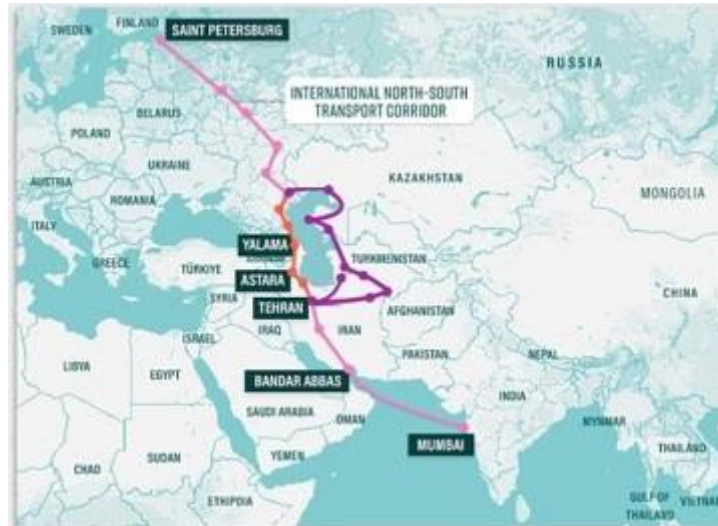 SWEDEN
FINLAND
SAINT PETERSBURG
RUSSIA
INTERNATIONAL NORTH-SOUTH
TRANSPORT CORRIDOR
BELARUS
POLAND
UKRAINE
KAZAKHSTAN
AUSTRIA
MONGOLIA
ROMANIA
ITALY
YALAMA
GREECE
TÜRKIYE
TURKMENISTAN
ASTARA
SYRIA
CHINA
TEHRAN
AFGHANISTAN
IRAQ
IRAN
ISRAEL
PAKISTAN
NEPAL
LIBYA
EGYPT
BANDAR ABBAS
INDIA
SAUDI ARABIA
OMAN
MYNMAR
MUMBAI
CHAD
SUDAN
YEMEN
THAILAND
ETHIOPIA
GULF OF
THAILAND
VIETNAM